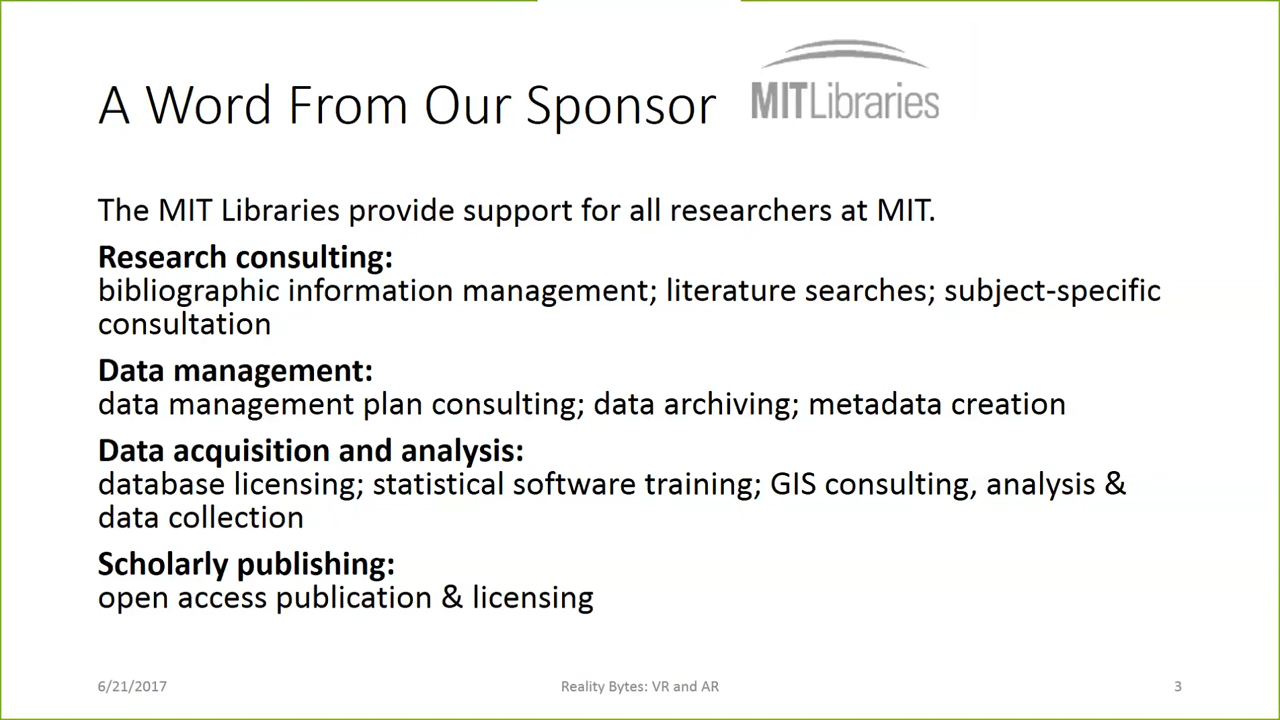 A Word From Our Sponsor
MITLibraries
The MIT Libraries provide support for all researchers at MIT.
Research consulting:
bibliographic information management; literature searches; subject-specific
consultation
Data management:
data management plan consulting; data archiving; metadata creation
Data acquisition and analysis:
database licensing; statistical software training; GIS consulting, analysis &
data collection
Scholarly publishing:
open access publication & licensing
6/21/2017
Reality Bytes: VR and AR
3